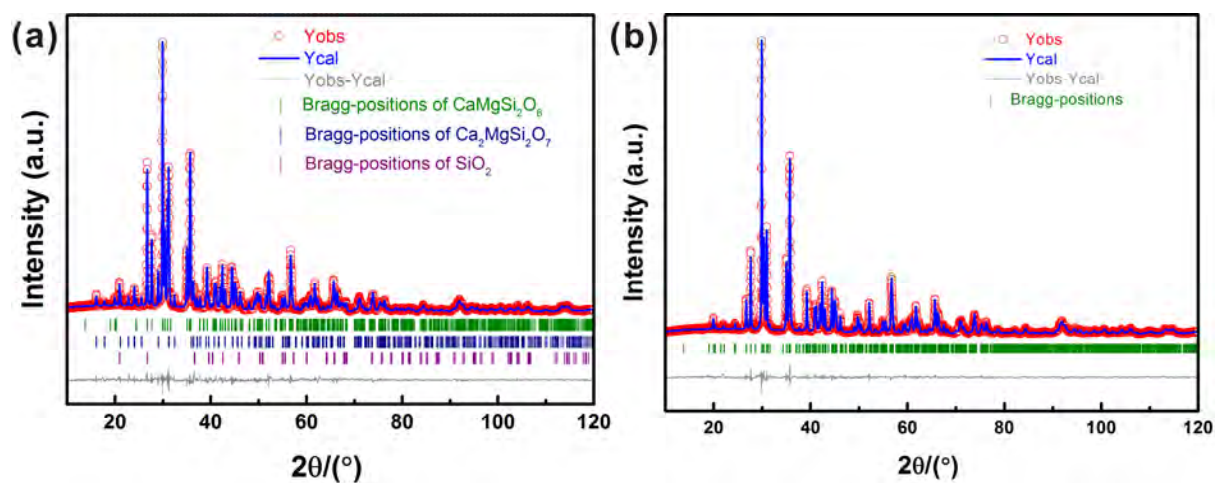 (a)
Yobs
Ycal
Yobs-Ycal
Bragg-positions of CaMgSi₂O₆
Bragg-positions of Ca₂MgSi₂O₇
Bragg-positions of SiO₂
Intensity (a.u.)
20 40 60 80 100 120
2θ/(°)
(b)
Yobs
Ycal
Yobs-Ycal
Bragg-positions
Intensity (a.u.)
20 40 60 80 100 120
2θ/(°)